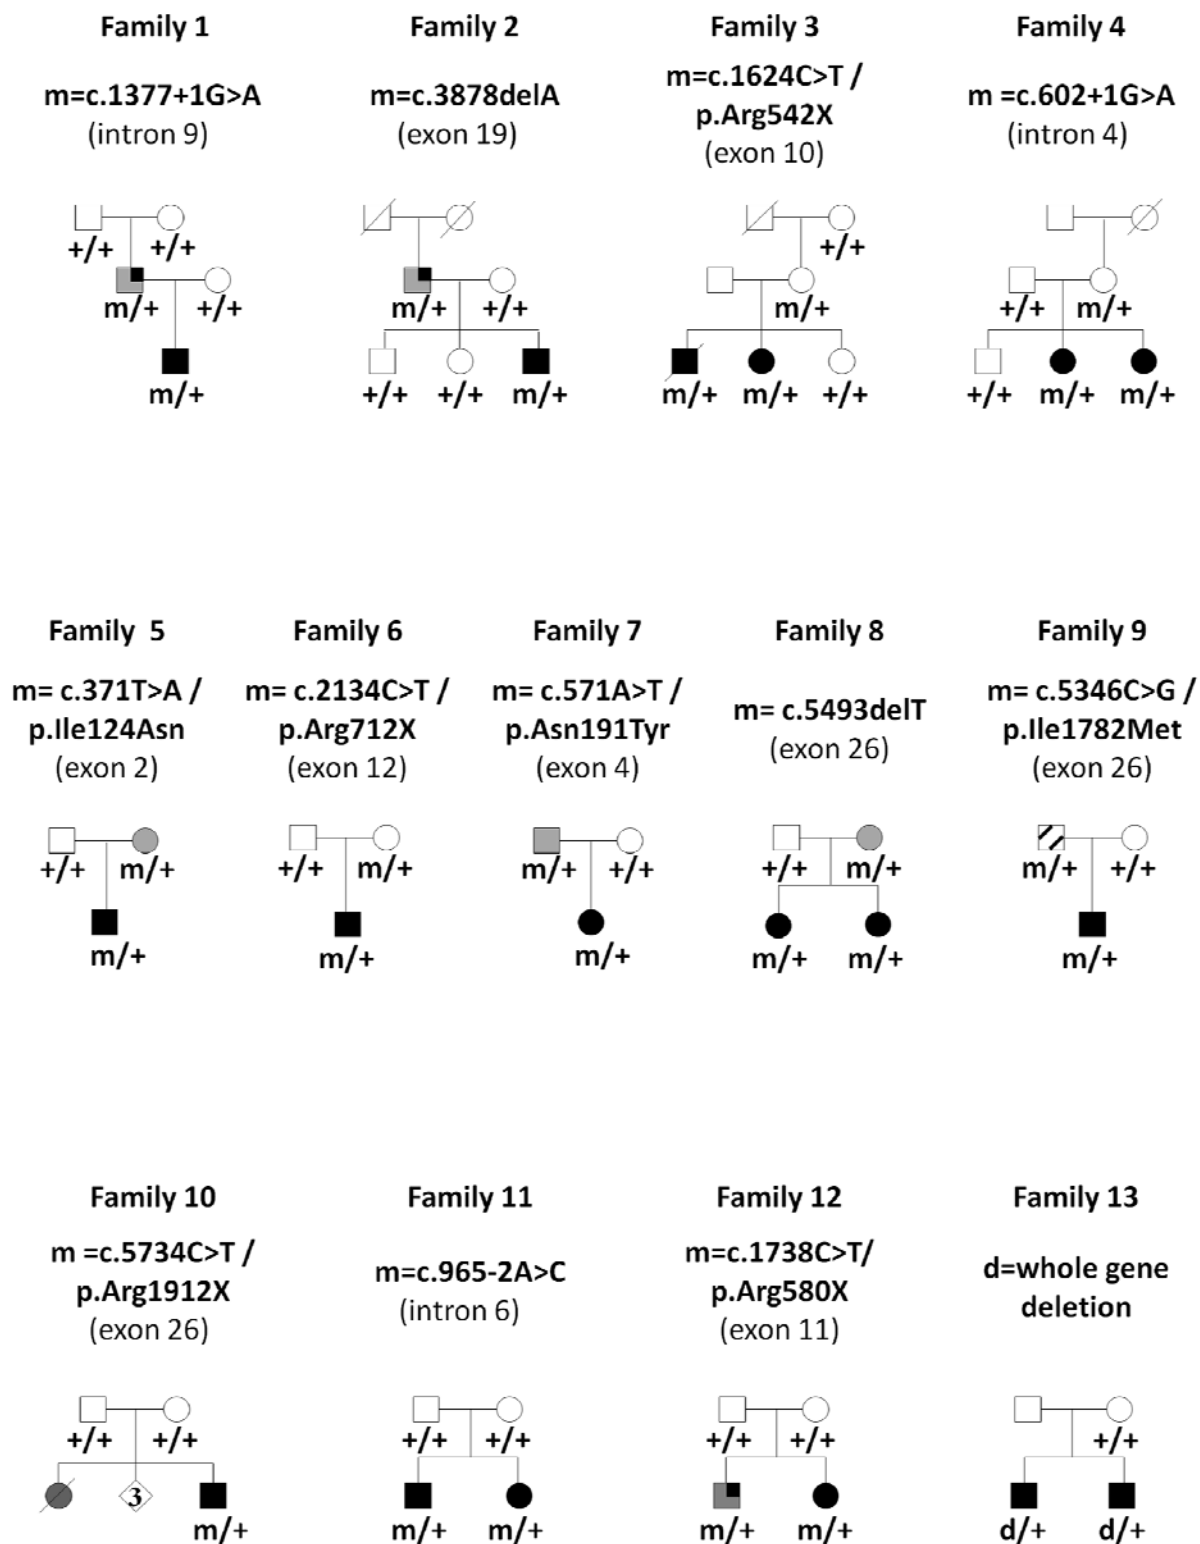 Family 1
m=c.1377+1G>A
(intron 9)
+/+ +/+
m/+ +/+
m/+
Family 2
m=c.3878delA
(exon 19)
m/+ +/+
+/+ +/+ m/+
Family 3
m=c.1624C>T /
p.Arg542X
(exon 10)
+/+
m/+
m/+ m/+ +/+
Family 4
m =c.602+1G>A
(intron 4)
+/+ m/+
+/+ m/+ m/+
Family 5
m= c.371T>A /
p.Ile124Asn
(exon 2)
+/+ m/+
m/+
Family 6
m= c.2134C>T /
p.Arg712X
(exon 12)
+/+ m/+
m/+
Family 7
m= c.571A>T /
p.Asn191Tyr
(exon 4)
m/+ +/+
m/+
Family 8
m= c.5493delT
(exon 26)
+/+ m/+
m/+ m/+
Family 9
m= c.5346C>G /
p.Ile1782Met
(exon 26)
m/+ +/+
m/+
Family 10
m =c.5734C>T /
p.Arg1912X
(exon 26)
+/+ +/+
3
m/+
Family 11
m=c.965-2A>C
(intron 6)
+/+ +/+
m/+ m/+
Family 12
m=c.1738C>T/
p.Arg580X
(exon 11)
+/+ +/+
m/+ m/+
Family 13
d=whole gene
deletion
+/+
d/+ d/+